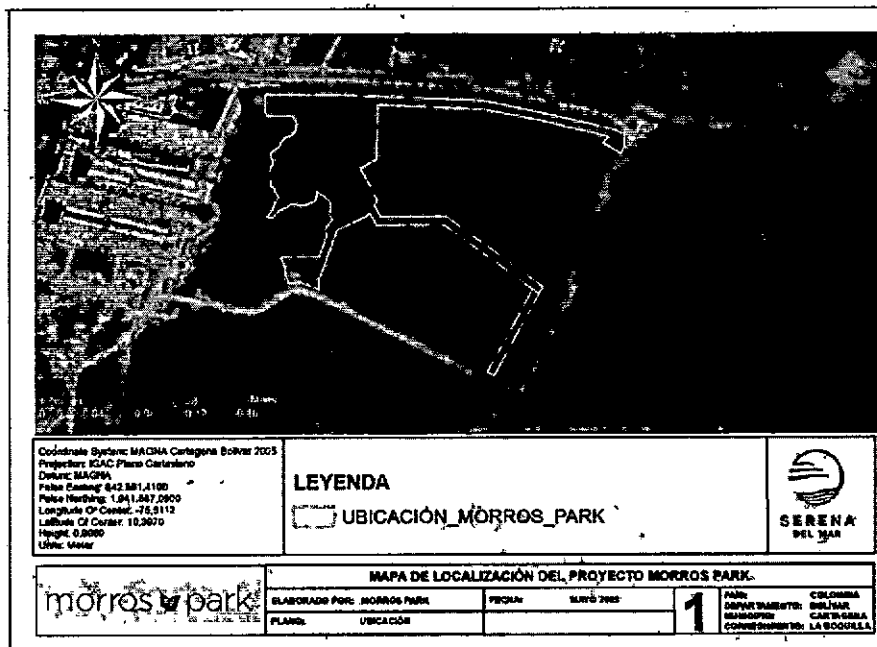 Coordinate System: MAGNA Cartagena Bolivar 2005
Projection: IGAC Plano Cartesiano
Datum: MAGNA
False Easting: 842.981,4100
False Northing: 1.641.887,0900
Longitude Of Center: -75,5112
Latitude Of Center: 10,3970
Height: 0,0000
Units: Meter
LEYENDA
UBICACIÓN_MORROS_PARK
SERENA
DEL MAR
morros park
MAPA DE LOCALIZACIÓN DEL PROYECTO MORROS PARK
ELABORADO POR: MORROS PARK
FECHA:
PLANO: UBICACIÓN
1
PAÍS: COLOMBIA
DEPARTAMENTO: BOLÍVAR
MUNICIPIO: CARTAGENA
CORREGIMIENTO: LA BOQUILLA